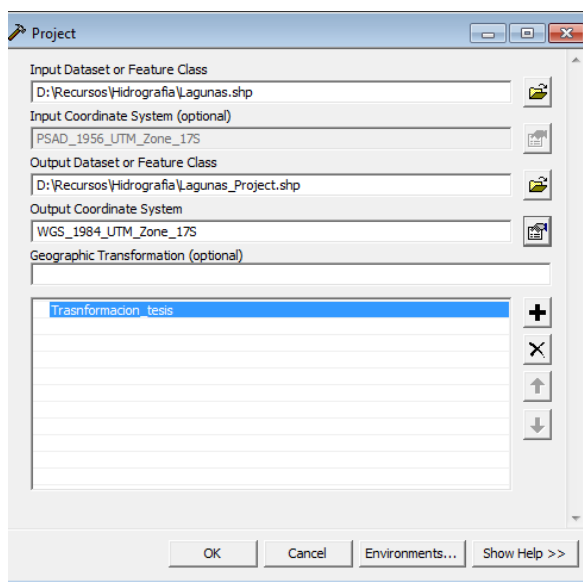 Project
Input Dataset or Feature Class
D:\Recursos\Hidrografia\Lagunas.shp
Input Coordinate System (optional)
PSAD_1956_UTM_Zone_17S
Output Dataset or Feature Class
D:\Recursos\Hidrografia\Lagunas_Project.shp
Output Coordinate System
WGS_1984_UTM_Zone_17S
Geographic Transformation (optional)
Trasnformacion_tesis
OK Cancel Environments... Show Help >>